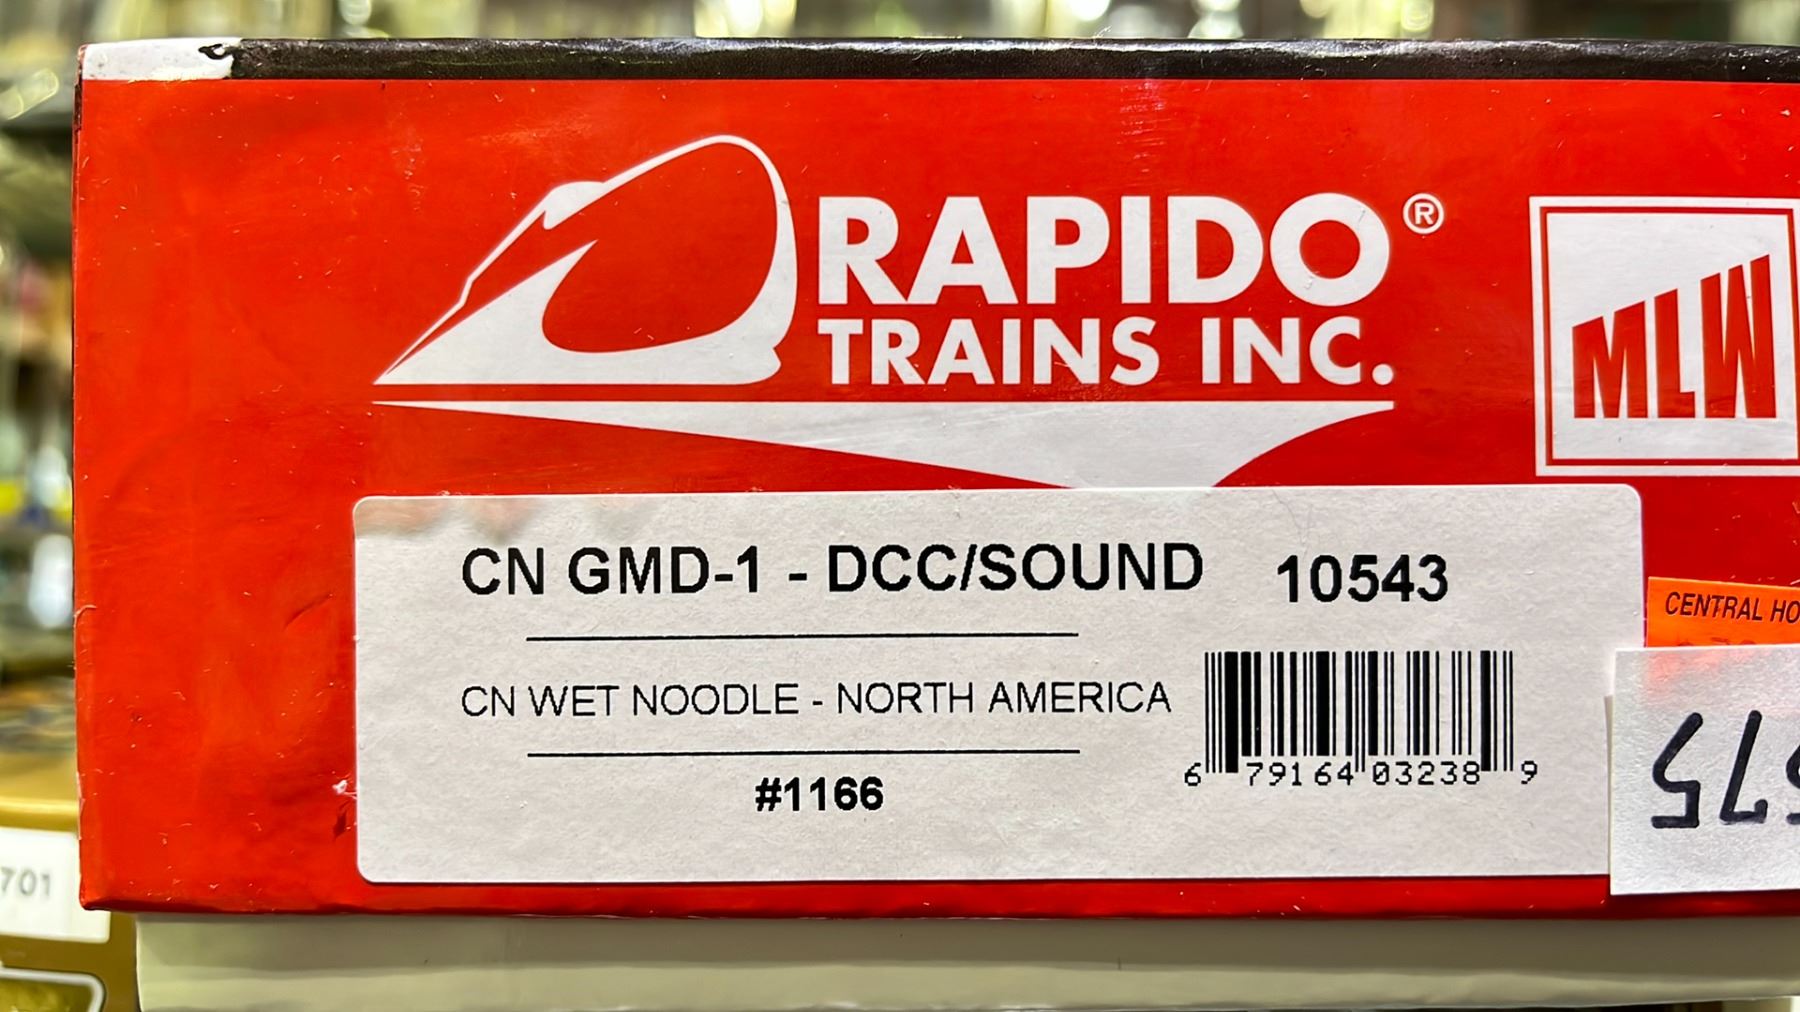 RAPIDO®
TRAINS INC.
MLW
CN GMD-1 - DCC/SOUND 10543
CN WET NOODLE - NORTH AMERICA
#1166
6 79164 03238 9
CENTRAL HO
575
701